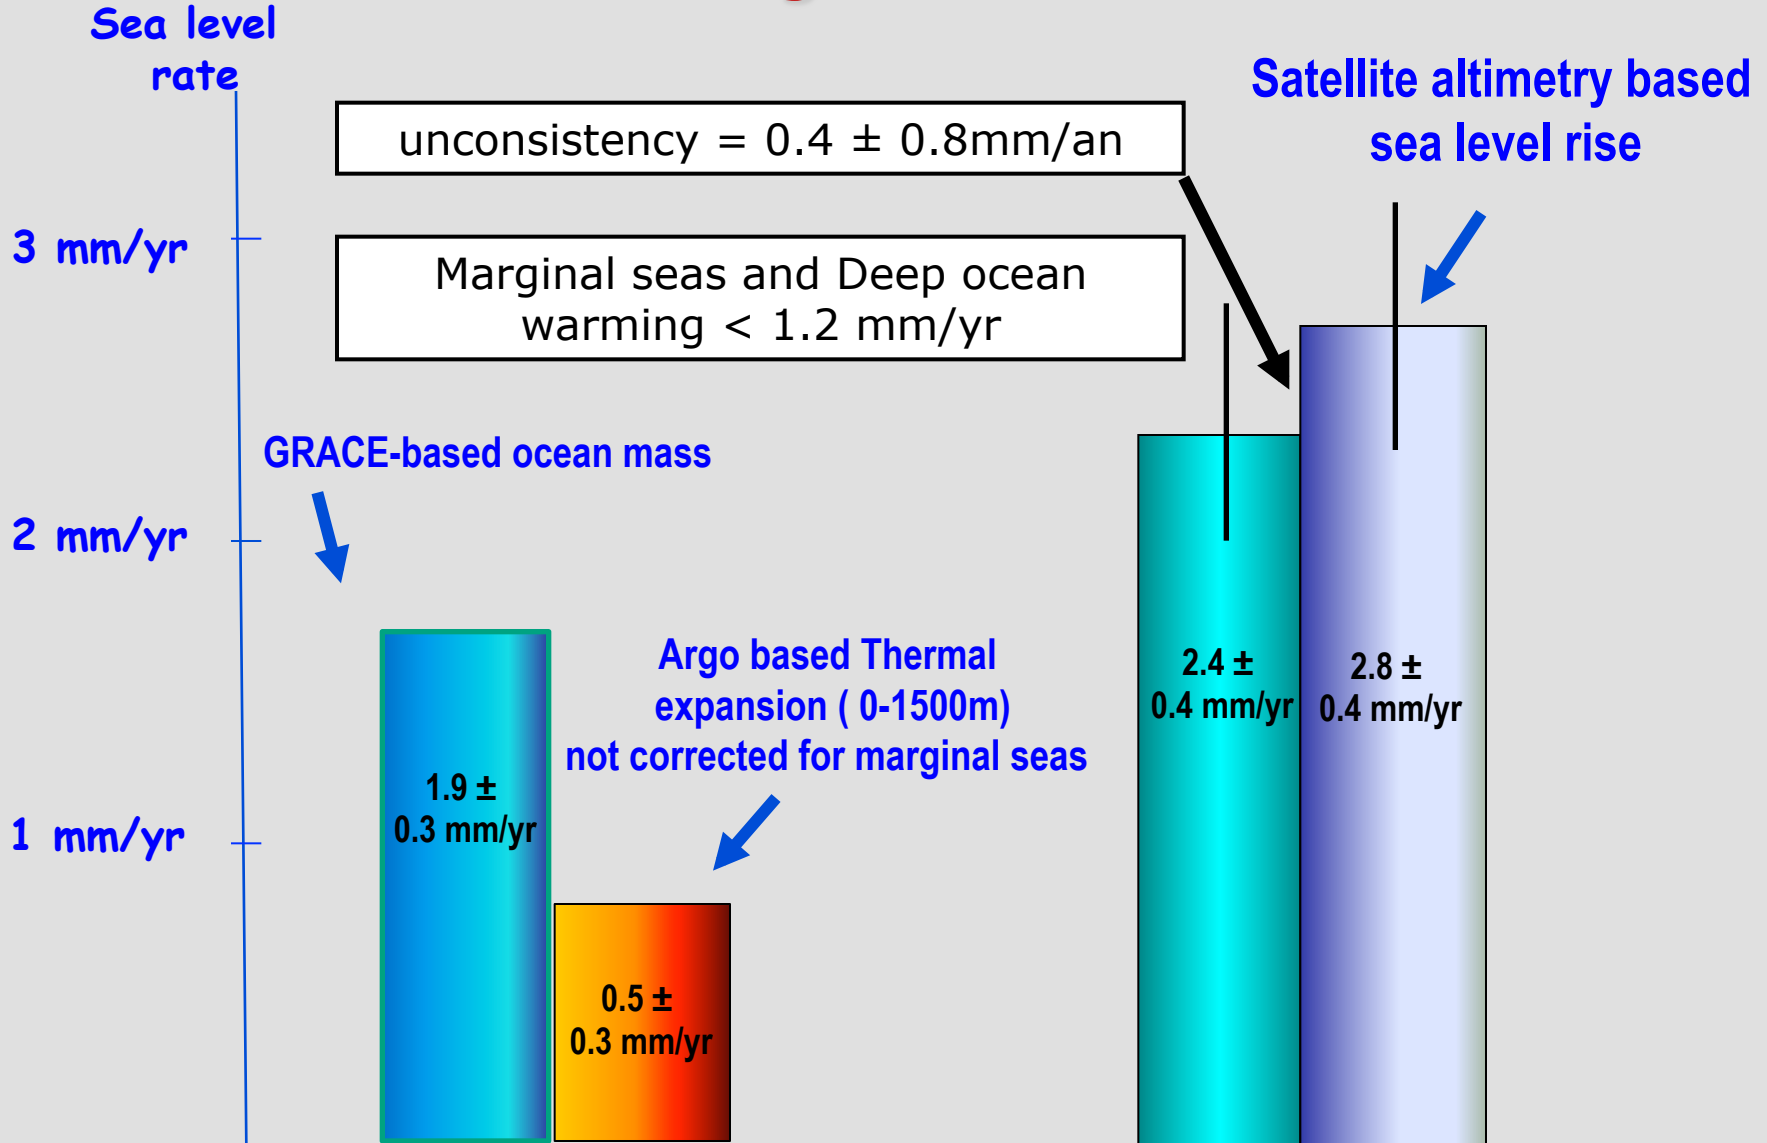 Sea level
rate
Satellite altimetry based
sea level rise
unconsistency = 0.4 ± 0.8mm/an
3 mm/yr
Marginal seas and Deep ocean
warming < 1.2 mm/yr
GRACE-based ocean mass
2 mm/yr
Argo based Thermal
expansion ( 0-1500m)
not corrected for marginal seas
2.4 ±
0.4 mm/yr
2.8 ±
0.4 mm/yr
1.9 ±
0.3 mm/yr
1 mm/yr
0.5 ±
0.3 mm/yr